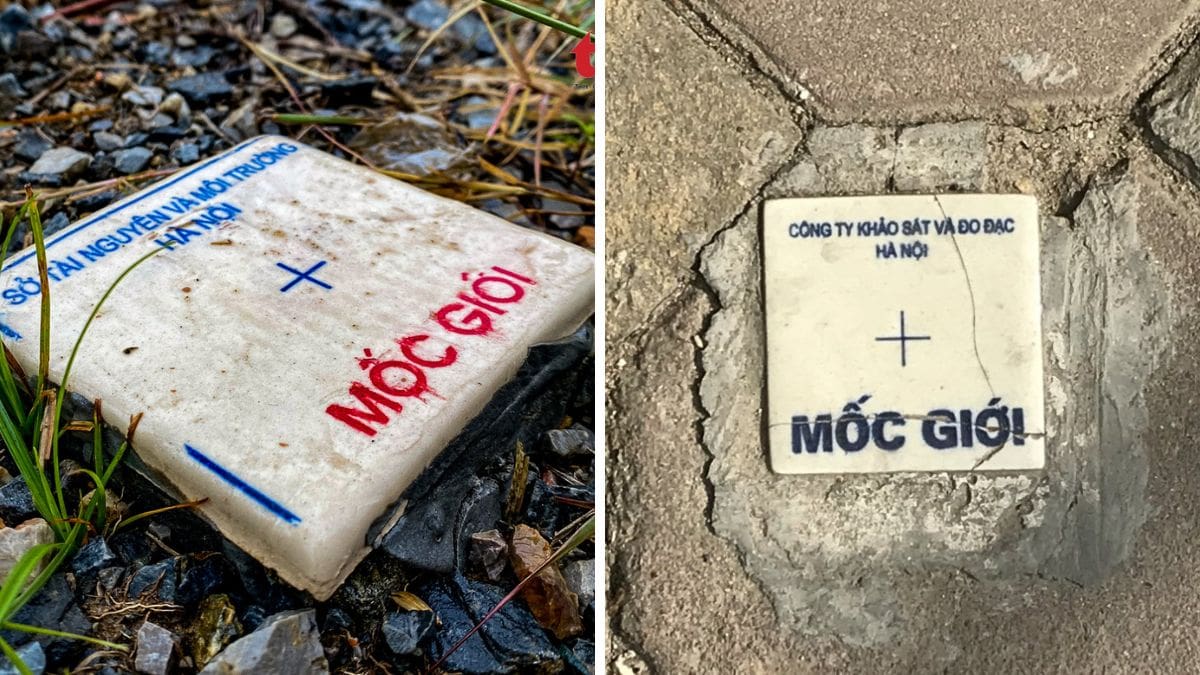 SỞ TÀI NGUYÊN VÀ MÔI TRƯỜNG
HÀ NỘI
MỐC GIỚI
CÔNG TY KHẢO SÁT VÀ ĐO ĐẠC
HÀ NỘI
MỐC GIỚI